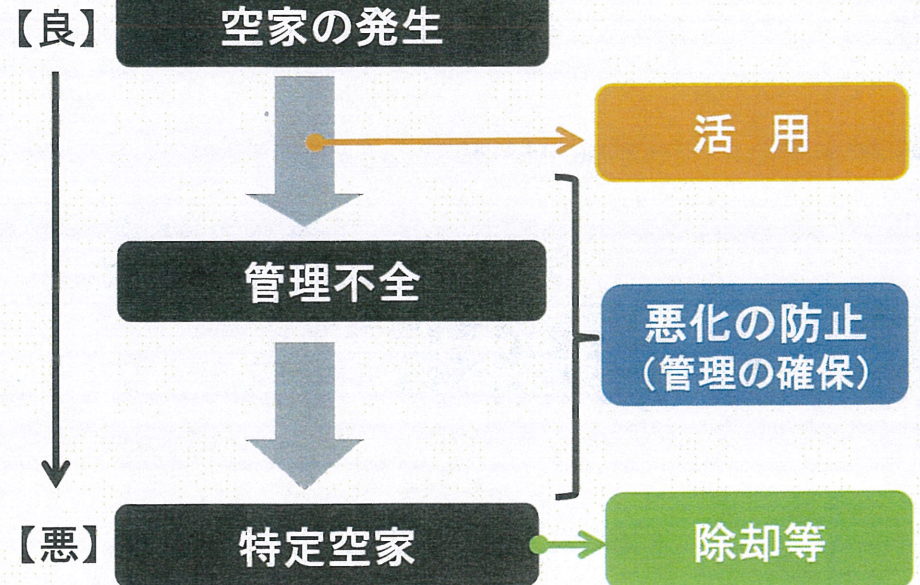 【良】
空家の発生
活 用
管理不全
悪化の防止
（管理の確保）
【悪】
特定空家
除却等